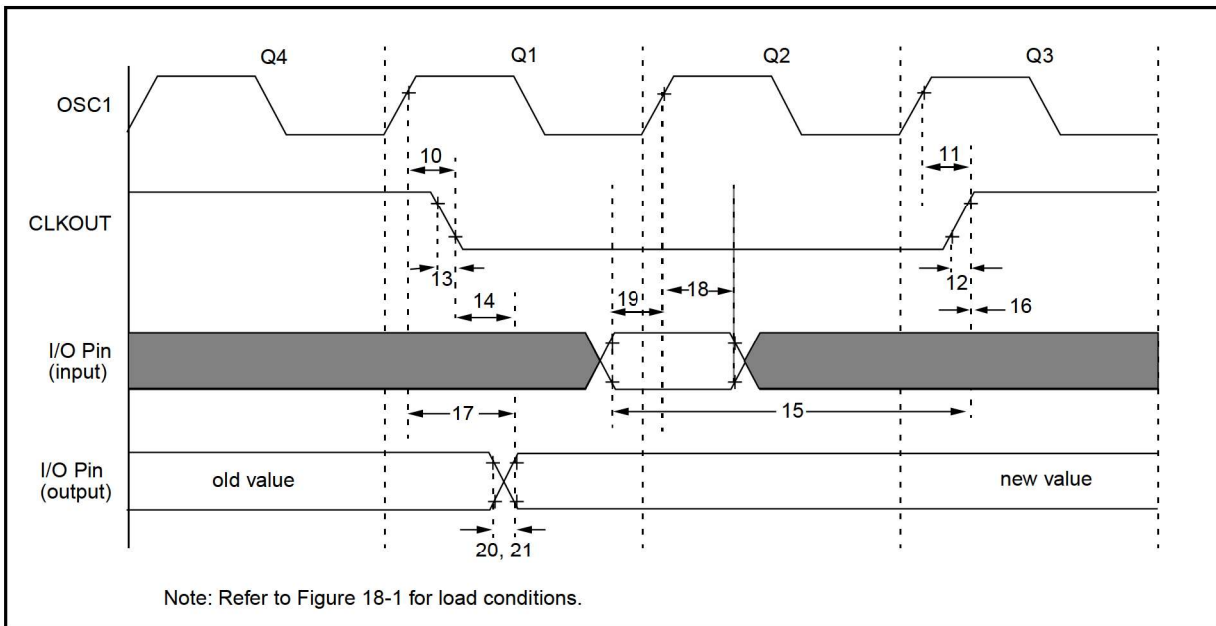 Q4 Q1 Q2 Q3
OSC1
10 11
CLKOUT
13 12
14 19 18 16
I/O Pin
(input)
17 15
I/O Pin
(output)
old value new value
20, 21
Note: Refer to Figure 18-1 for load conditions.